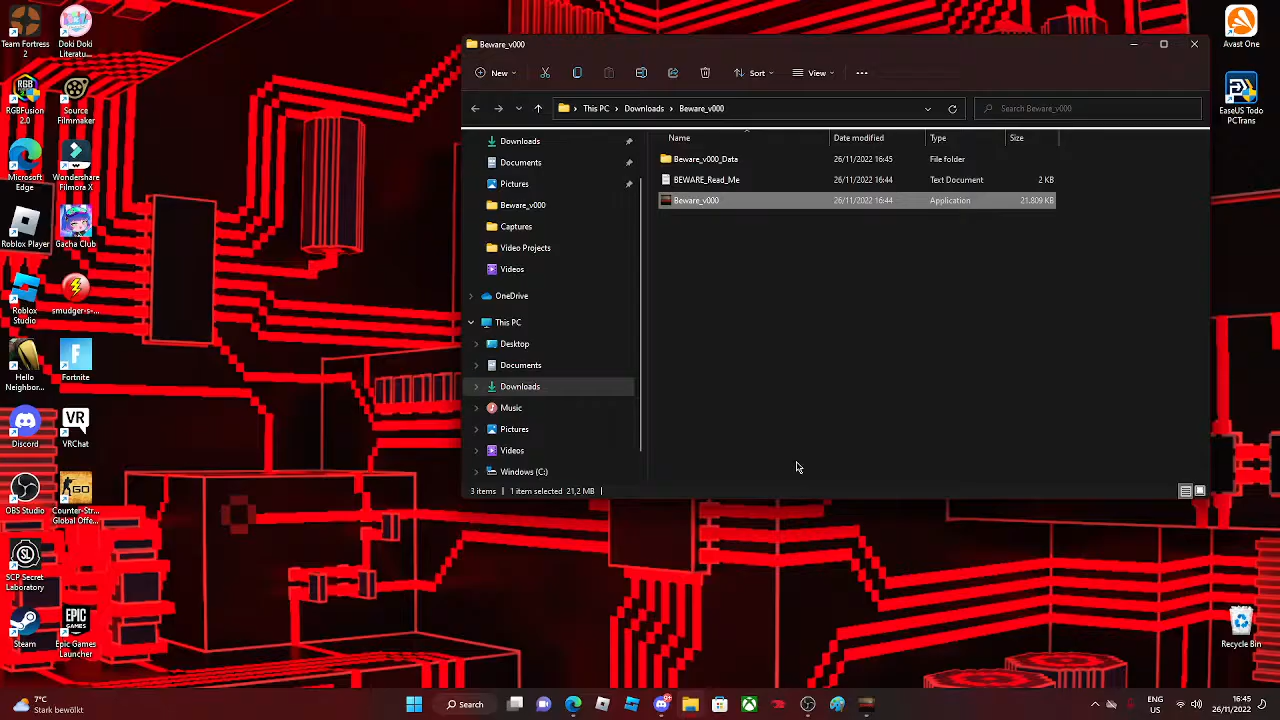 Team Fortress
2
Doki Doki
Literatu...
RGBFusion
2.0
Source
Filmmaker
Microsoft
Edge
Wondershare
Filmora X
Roblox Player
Gacha Club
Roblox
Studio
smudger-s-...
Hello
Neighbor...
Fortnite
Discord
VR
VRChat
OBS Studio
GO
Counter-Str...
Global Offe...
SL
SCP Secret
Laboratory
Steam
EPIC
GAMES
Epic Games
Launcher
Beware_v000
New
Sort
View
This PC > Downloads > Beware_v000
Search Beware_v000
Downloads
Documents
Pictures
Beware_v000
Captures
Video Projects
Videos
OneDrive
This PC
Desktop
Documents
Downloads
Music
Pictures
Videos
Windows (C:)
Name Date modified Type Size
Beware_v000_Data 26/11/2022 16:45 File folder
BEWARE_Read_Me 26/11/2022 16:44 Text Document 2 KB
Beware_v000 26/11/2022 16:44 Application 21.809 KB
3 items 1 item selected 21,2 MB
Avast One
EaseUS Todo
PCTrans
Recycle Bin
7°C
Stark bewölkt
Search
ENG
US
16:45
26/11/2022